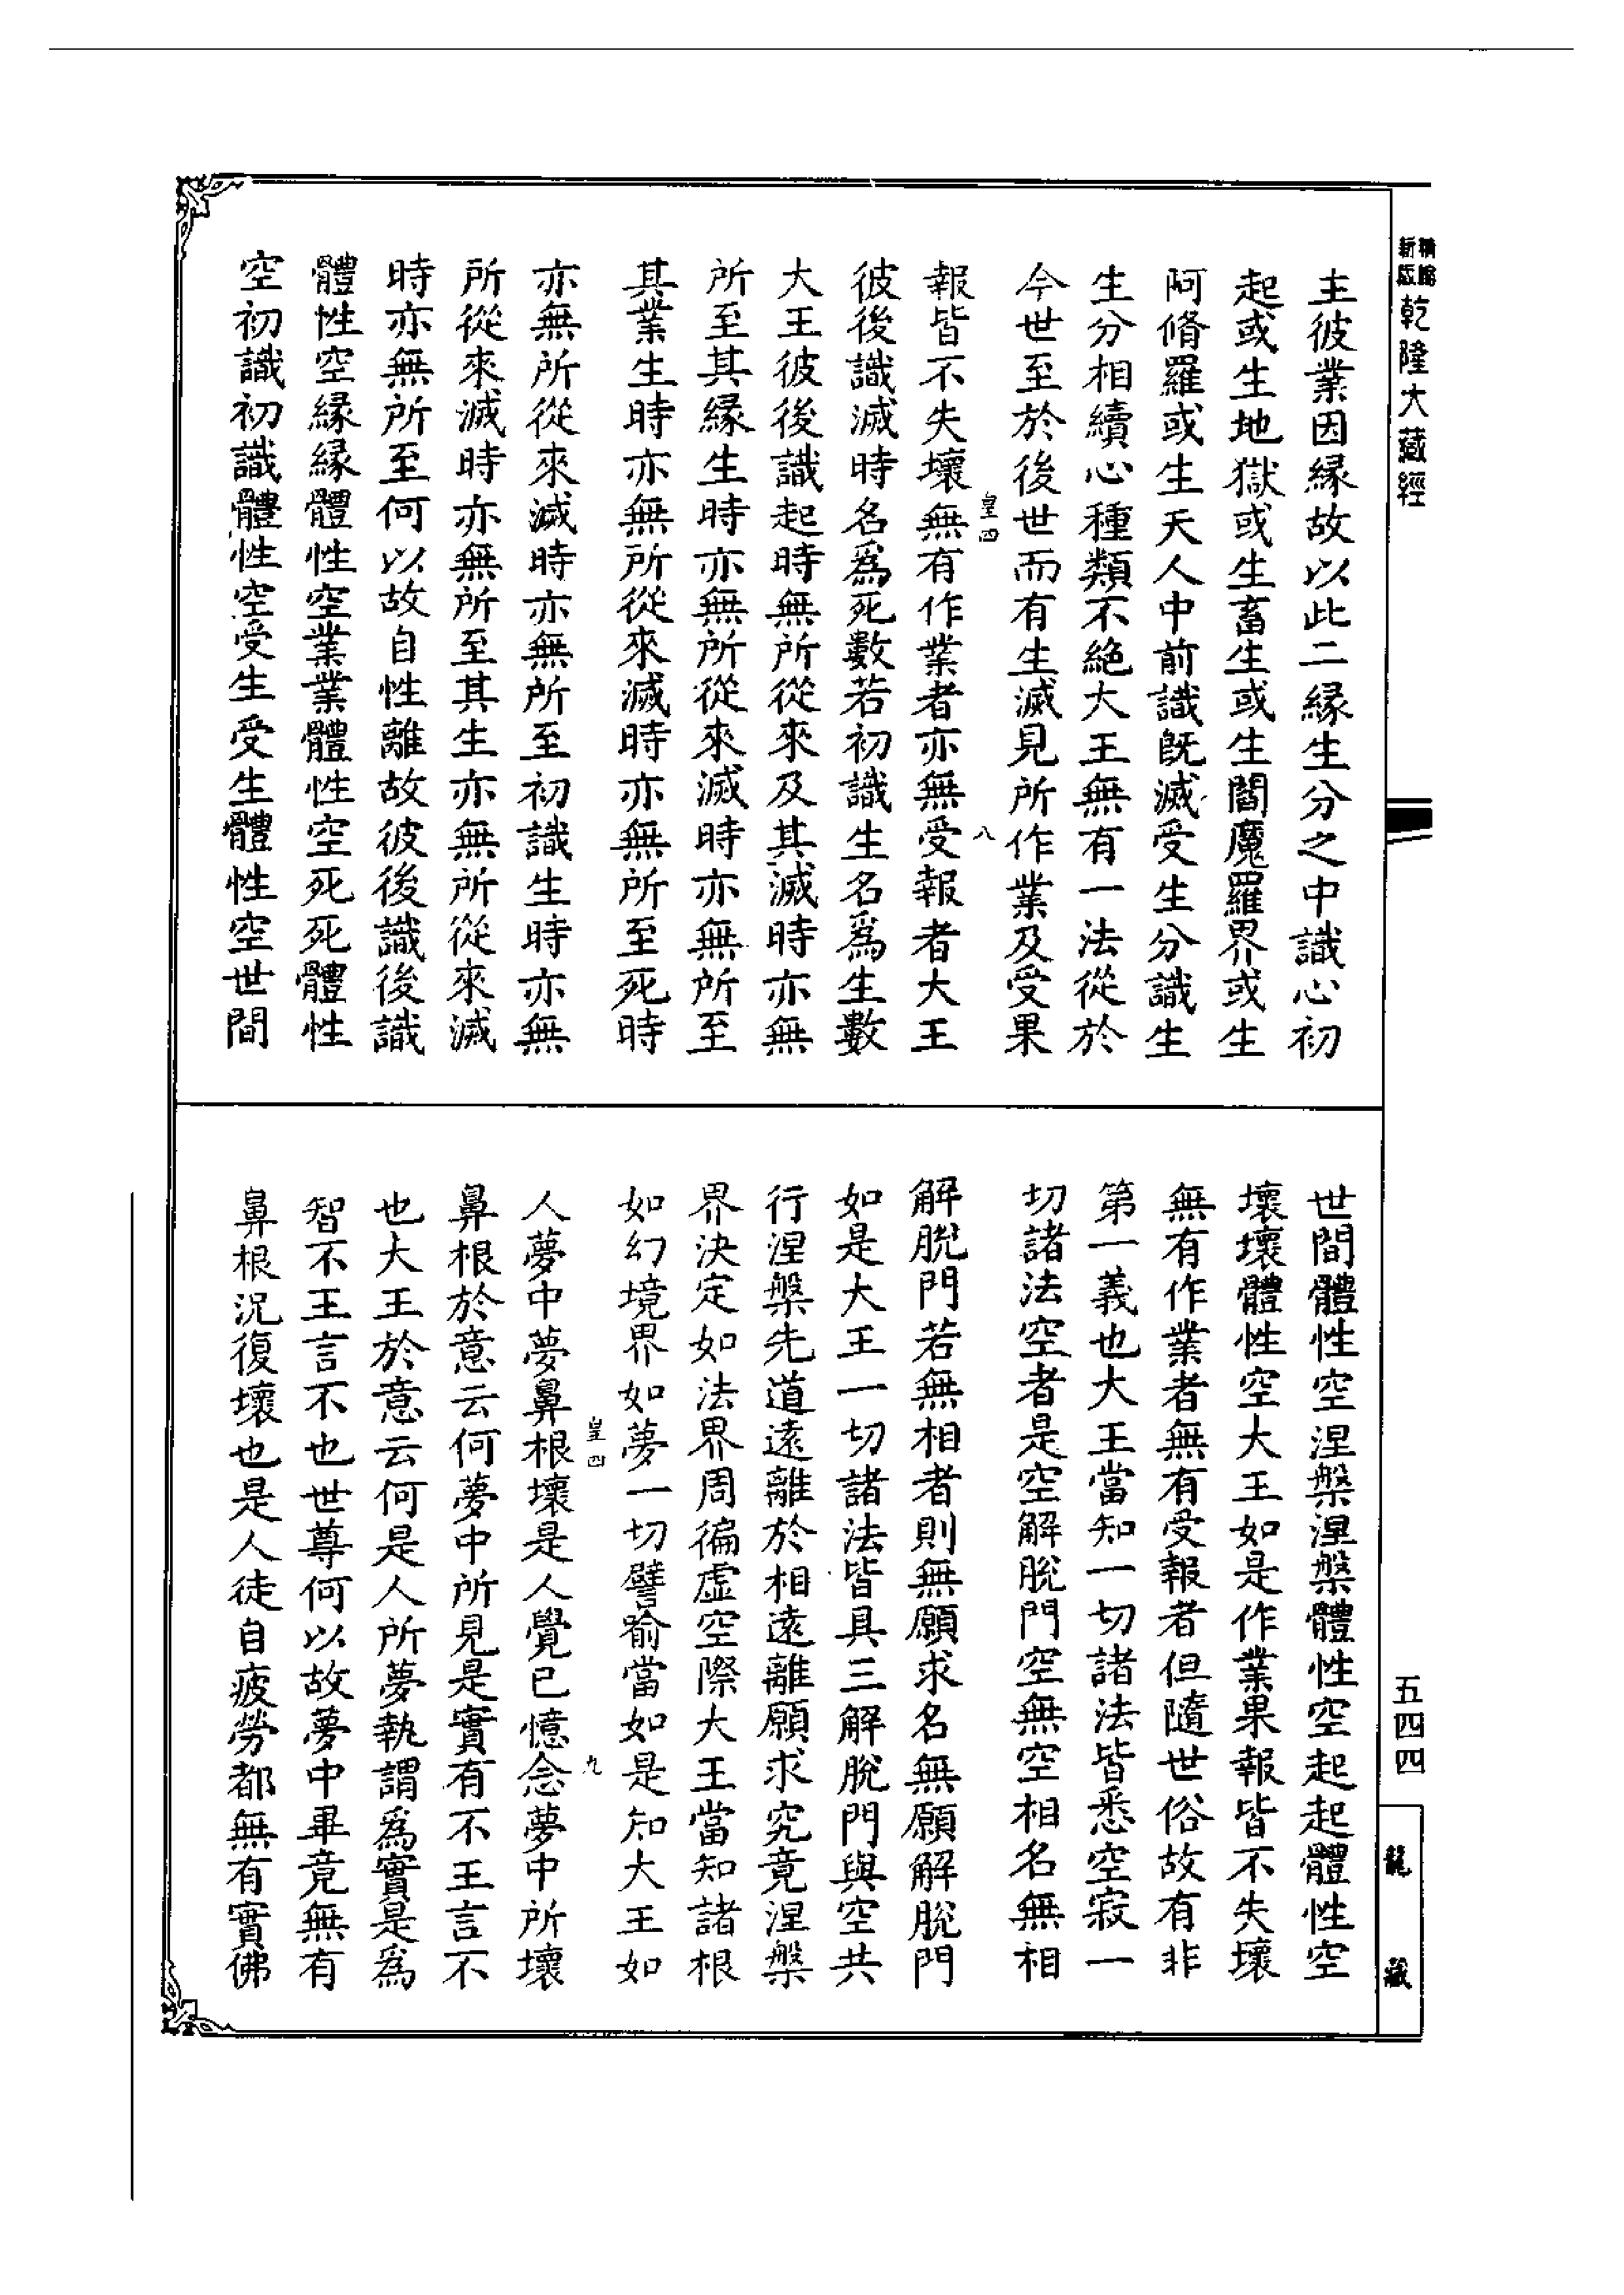 精縮新版乾隆大藏經
主彼業因縁故以此二縁生分之中識心初
起或生地獄或生畜生或生閻魔羅界或生
阿脩羅或生天人中前識既滅受生分識生
生分相續心種類不絶大王無有一法從於
今世至於後世而有生滅見所作業及受果
皇四 八
報皆不失壞無有作業者亦無受報者大王
彼後識滅時名爲死數若初識生名爲生數
大王彼後識起時無所從來及其滅時亦無
所至其縁生時亦無所從來滅時亦無所至
其業生時亦無所從來滅時亦無所至死時
亦無所從來滅時亦無所至初識生時亦無
所從來滅時亦無所至其生亦無所從來滅
時亦無所至何以故自性離故彼後識後識
體性空縁縁體性空業業體性空死死體性
空初識初識體性空受生受生體性空世間
世間體性空涅槃涅槃體性空起起體性空
壞壞體性空大王如是作業果報皆不失壞
無有作業者無有受報者但隨世俗故有非
第一義也大王當知一切諸法皆悉空寂一
切諸法空者是空解脫門空無空相名無相
解脫門若無相者則無願求名無願解脫門
如是大王一切諸法皆具三解脫門與空共
行涅槃先道遠離於相遠離願求究竟涅槃
界決定如法界周徧虛空際大王當知諸根
如幻境界如夢一切譬喻當如是知大王如
皇四 九
人夢中夢鼻根壞是人覺已憶念夢中所壞
鼻根於意云何夢中所見是實有不王言不
也大王於意云何是人所夢執謂爲實是爲
智不王言不也世尊何以故夢中畢竟無有
鼻根況復壞也是人徒自疲勞都無有實佛
五四四
龍藏